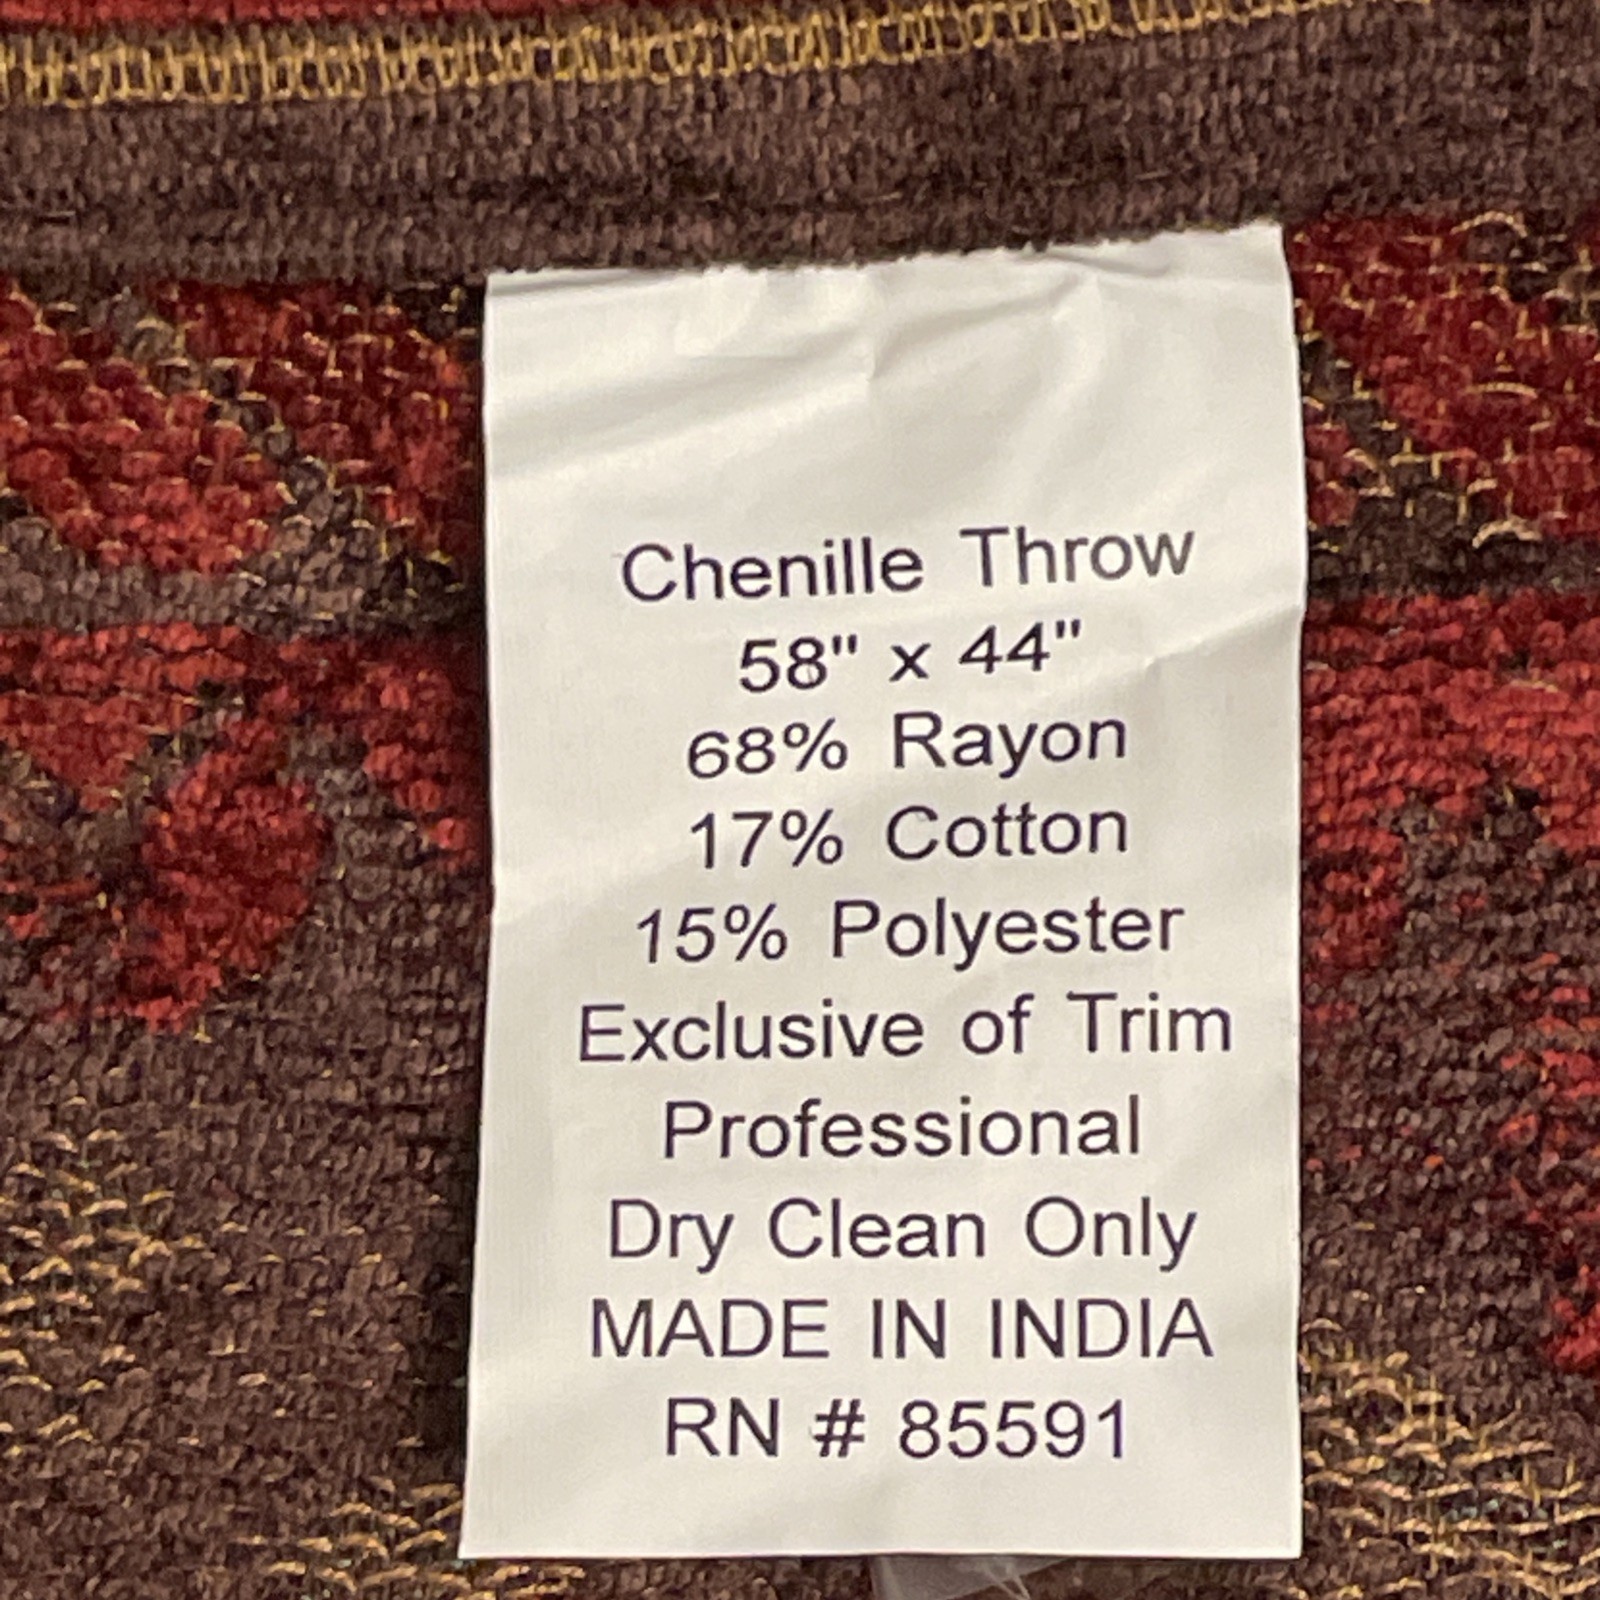 Chenille Throw
58" x 44"
68% Rayon
17% Cotton
15% Polyester
Exclusive of Trim
Professional
Dry Clean Only
MADE IN INDIA
RN # 85591